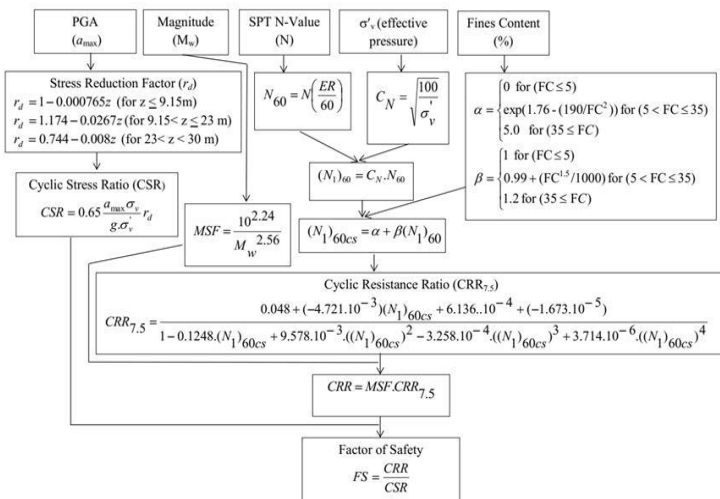 PGA
(a_max)
Magnitude
(M_w)
SPT N-Value
(N)
σ'_v (effective
pressure)
Fines Content
(%)
Stress Reduction Factor (r_d)
r_d = 1 − 0.000765z (for z ≤ 9.15m)
r_d = 1.174 − 0.0267z (for 9.15< z ≤ 23 m)
r_d = 0.744 − 0.008z (for 23< z < 30 m)
N_60 = N(ER/60)
C_N = √(100/σ'_v)
α = { 0 for (FC ≤ 5)
exp(1.76 - (190/FC^2)) for (5 < FC ≤ 35)
5.0 for (35 ≤ FC)
β = { 1 for (FC ≤ 5)
0.99 + (FC^1.5/1000) for (5 < FC ≤ 35)
1.2 for (35 ≤ FC)
(N_1)_60 = C_N.N_60
Cyclic Stress Ratio (CSR)
CSR = 0.65 (a_max σ_v)/(g.σ'_v) r_d
MSF = 10^2.24/M_w^2.56
(N_1)_60cs = α + β(N_1)_60
Cyclic Resistance Ratio (CRR_7.5)
CRR_7.5 = (0.048 + (−4.721.10^−3)(N_1)_60cs + 6.136..10^−4 + (−1.673.10^−5))/(1 − 0.1248.(N_1)_60cs + 9.578.10^−3.((N_1)_60cs)^2 − 3.258.10^−4.((N_1)_60cs)^3 + 3.714.10^−6.((N_1)_60cs)^4)
CRR = MSF.CRR_7.5
Factor of Safety
FS = CRR/CSR